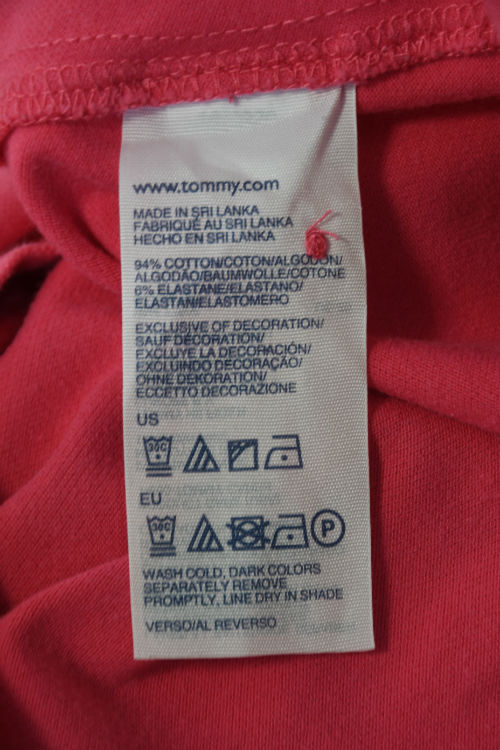 www.tommy.com
MADE IN SRI LANKA
FABRIQUÉ AU SRI LANKA
HECHO EN SRI LANKA
94% COTTON/COTON/ALGODÓN/
ALGODÃO/BAUMWOLLE/COTONE
6% ELASTANE/ELASTANO/
ELASTAN/ELASTOMERO
EXCLUSIVE OF DECORATION/
SAUF DÉCORATION/
EXCLUYE LA DECORACIÓN/
EXCLUINDO DECORAÇÃO/
OHNE DEKORATION/
ECCETTO DECORAZIONE
US
30C
EU
30C P
WASH COLD, DARK COLORS
SEPARATELY REMOVE
PROMPTLY, LINE DRY IN SHADE
VERSO/AL REVERSO